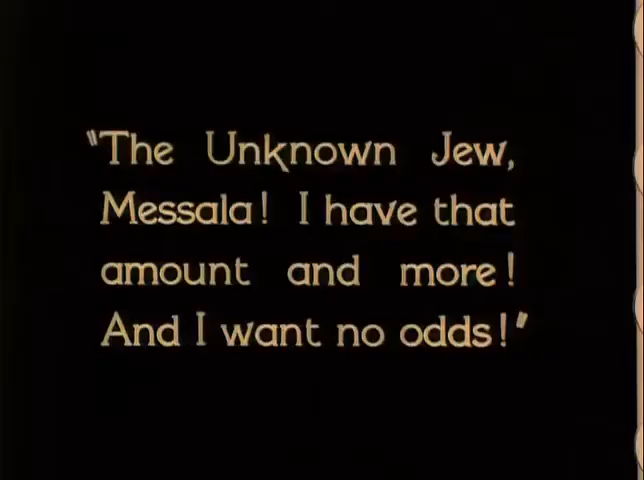 "The Unknown Jew,
Messala! I have that
amount and more!
And I want no odds!"